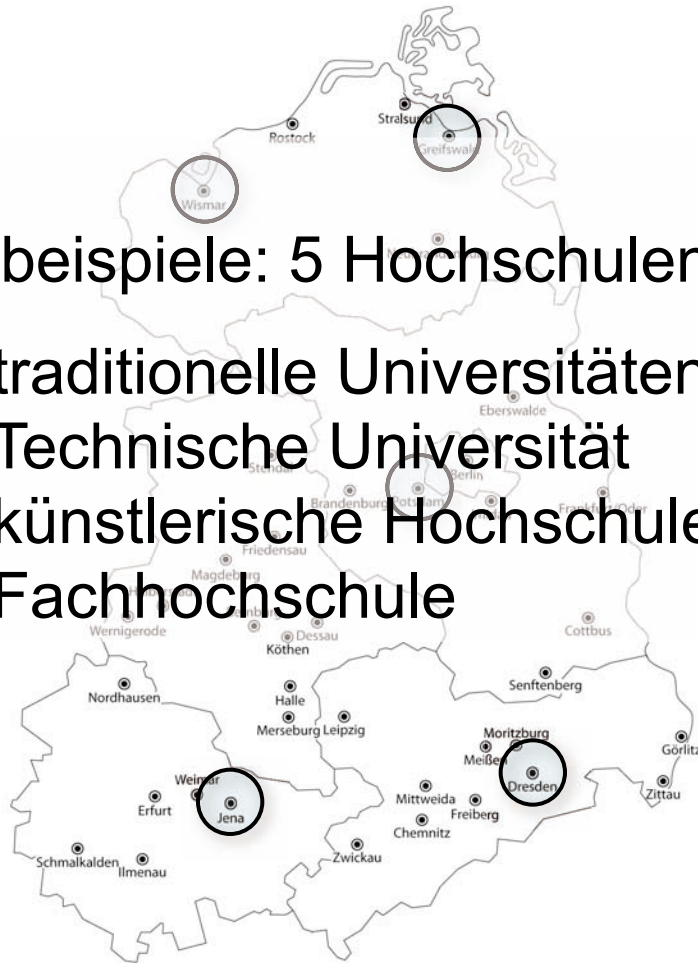 Stralsund
Rostock
Greifswald
Wismar
beispiele: 5 Hochschulen
traditionelle Universitäten
Eberswalde
Technische Universität
Stendal
Berlin
Brandenburg Potsdam Frankfurt/Oder
künstlerische Hochschule
Friedensau
Magdeburg
Fachhochschule
Wernigerode
Dessau
Cottbus
Köthen
Nordhausen
Halle
Senftenberg
Merseburg Leipzig
Moritzburg
Meißen
Görlitz
Weimar
Dresden
Zittau
Erfurt
Jena
Mittweida
Freiberg
Chemnitz
Schmalkalden
Ilmenau
Zwickau